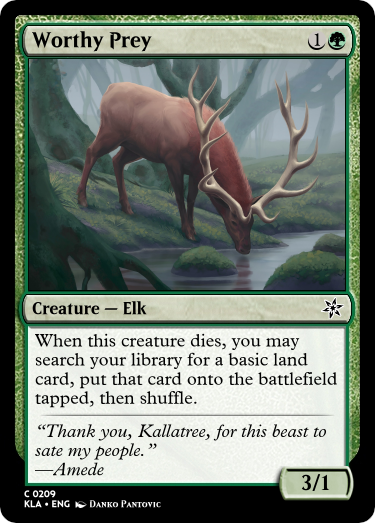 Worthy Prey 1
Creature — Elk
When this creature dies, you may
search your library for a basic land
card, put that card onto the battlefield
tapped, then shuffle.
“Thank you, Kallatree, for this beast to
sate my people.”
—Amede
3/1
C 0209
KLA • ENG Danko Pantovic